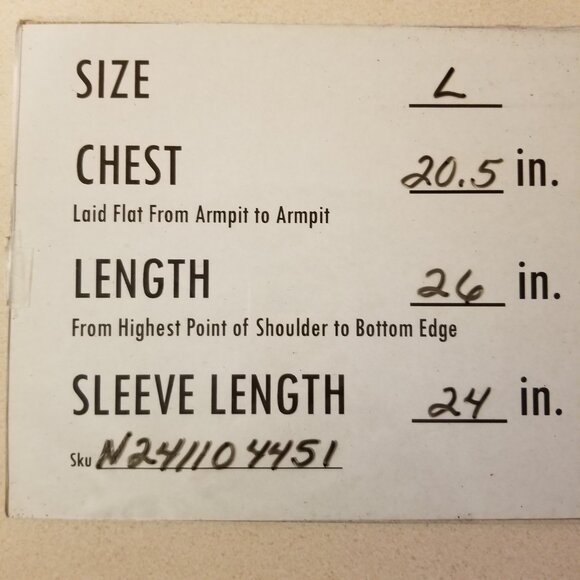 SIZE L
CHEST 20.5 in.
Laid Flat From Armpit to Armpit
LENGTH 26 in.
From Highest Point of Shoulder to Bottom Edge
SLEEVE LENGTH 24 in.
Sku N241104451